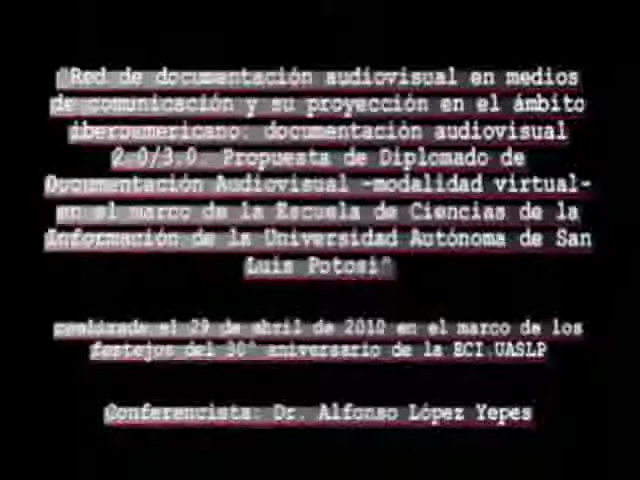 "Red de documentación audiovisual en medios
de comunicación y su proyección en el ámbito
iberoamericano: documentación audiovisual
2.0/3.0. Propuesta de Diplomado de
Documentación Audiovisual -modalidad virtual-
en el marco de la Escuela de Ciencias de la
Información de la Universidad Autónoma de San
Luis Potosí"
realizada el 29 de abril de 2010 en el marco de los
festejos del 30° aniversario de la ECI UASLP
Conferencista: Dr. Alfonso López Yepes